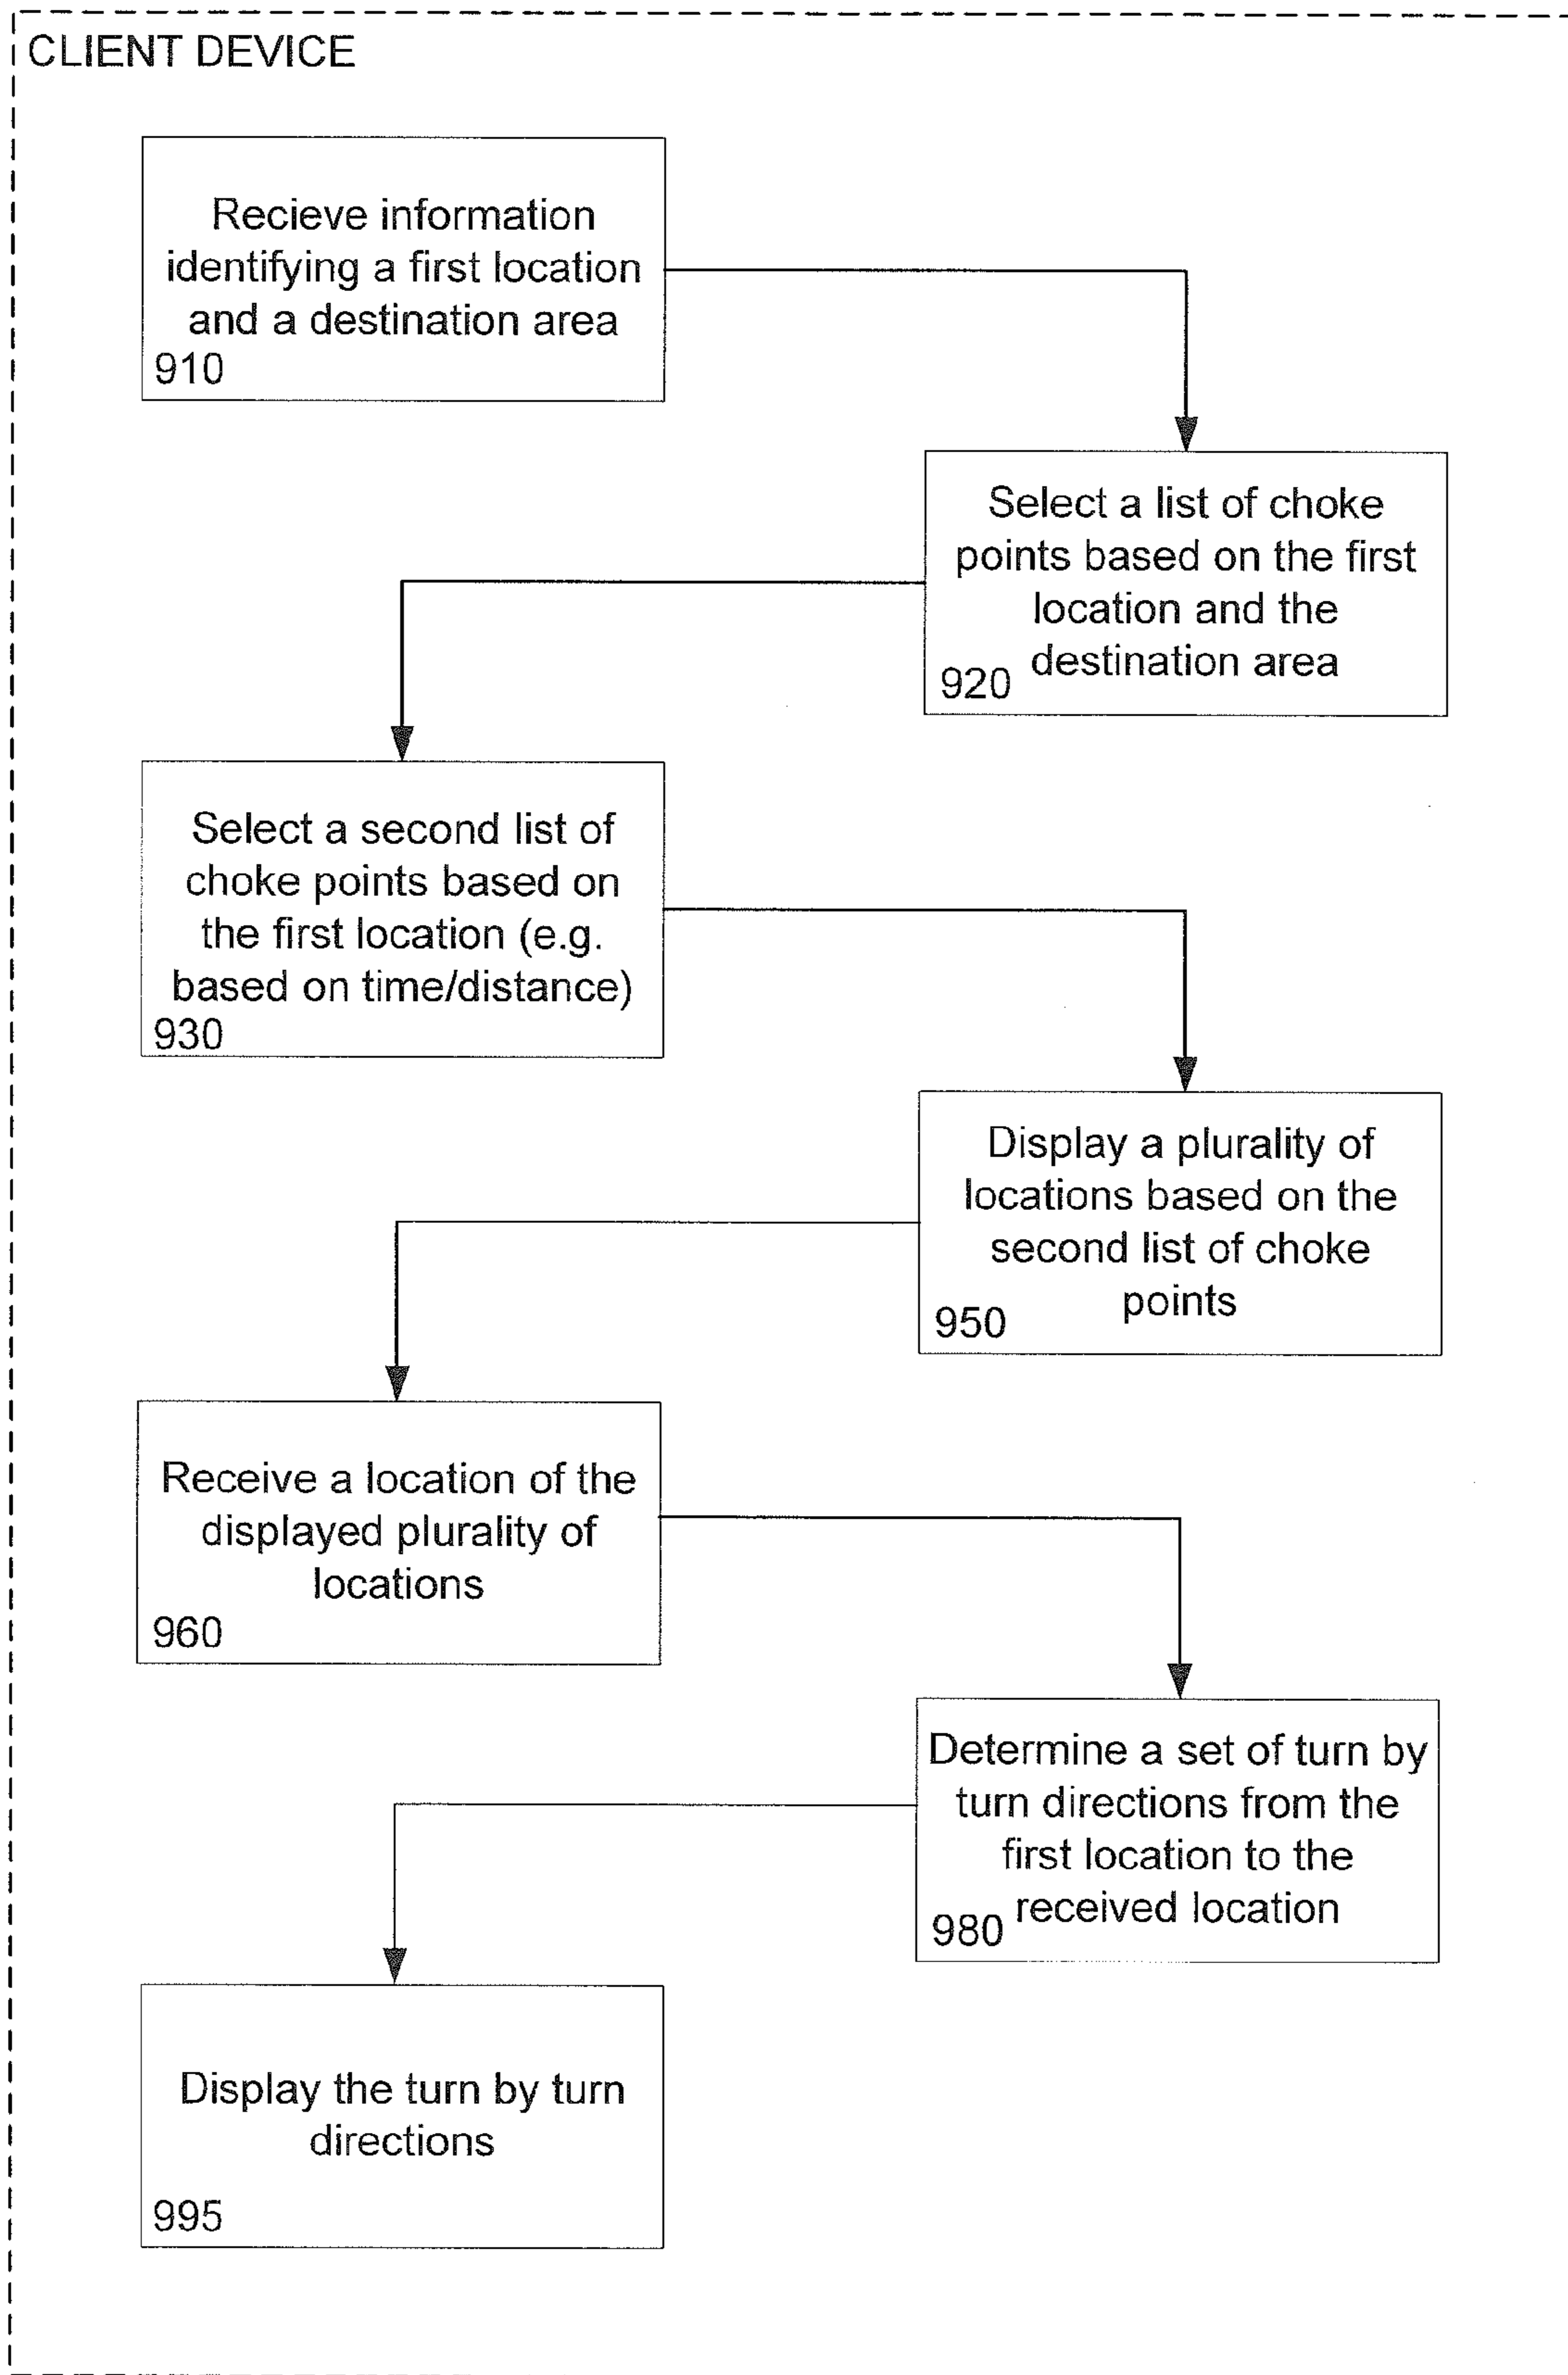 CLIENT DEVICE
Recieve information
identifying a first location
and a destination area
910
Select a list of choke
points based on the first
location and the
destination area
920
Select a second list of
choke points based on
the first location (e.g.
based on time/distance)
930
Display a plurality of
locations based on the
second list of choke
points
950
Receive a location of the
displayed plurality of
locations
960
Determine a set of turn by
turn directions from the
first location to the
received location
980
Display the turn by turn
directions
995